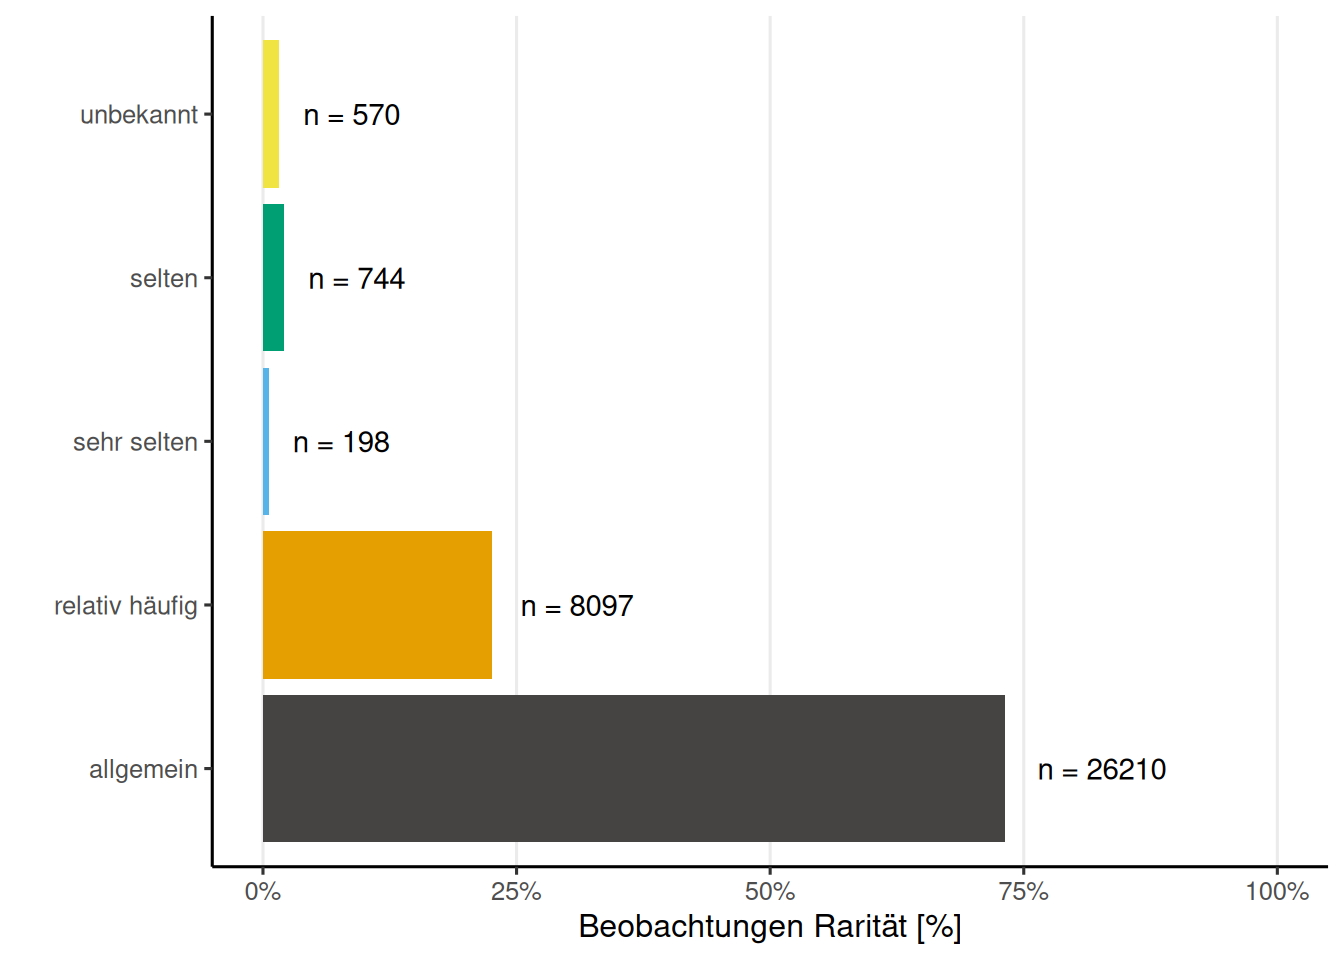 unbekannt
n = 570
selten
n = 744
sehr selten
n = 198
relativ häufig
n = 8097
allgemein
n = 26210
0% 25% 50% 75% 100%
Beobachtungen Rarität [%]